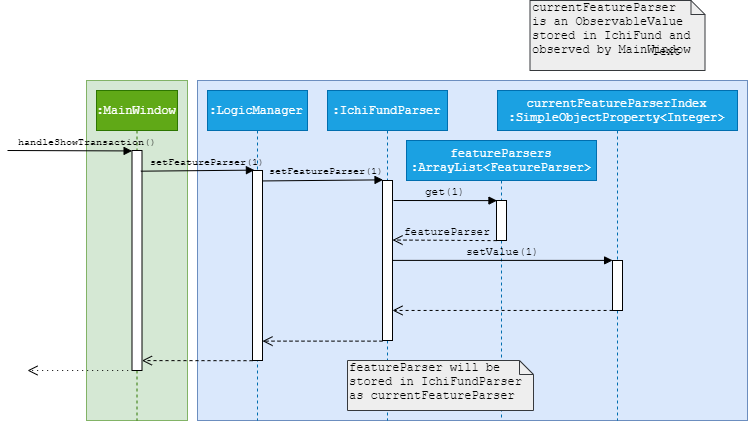 currentFeatureParser
is an ObservableValue
stored in IchiFund and
observed by MainWindow
Text
:MainWindow
:LogicManager
:IchiFundParser
currentFeatureParserIndex
:SimpleObjectProperty<Integer>
handleShowTransaction()
featureParsers
:ArrayList<FeatureParser>
setFeatureParser(1)
setFeatureParser(1)
get(1)
featureParser
setValue(1)
featureParser will be
stored in IchiFundParser
as currentFeatureParser